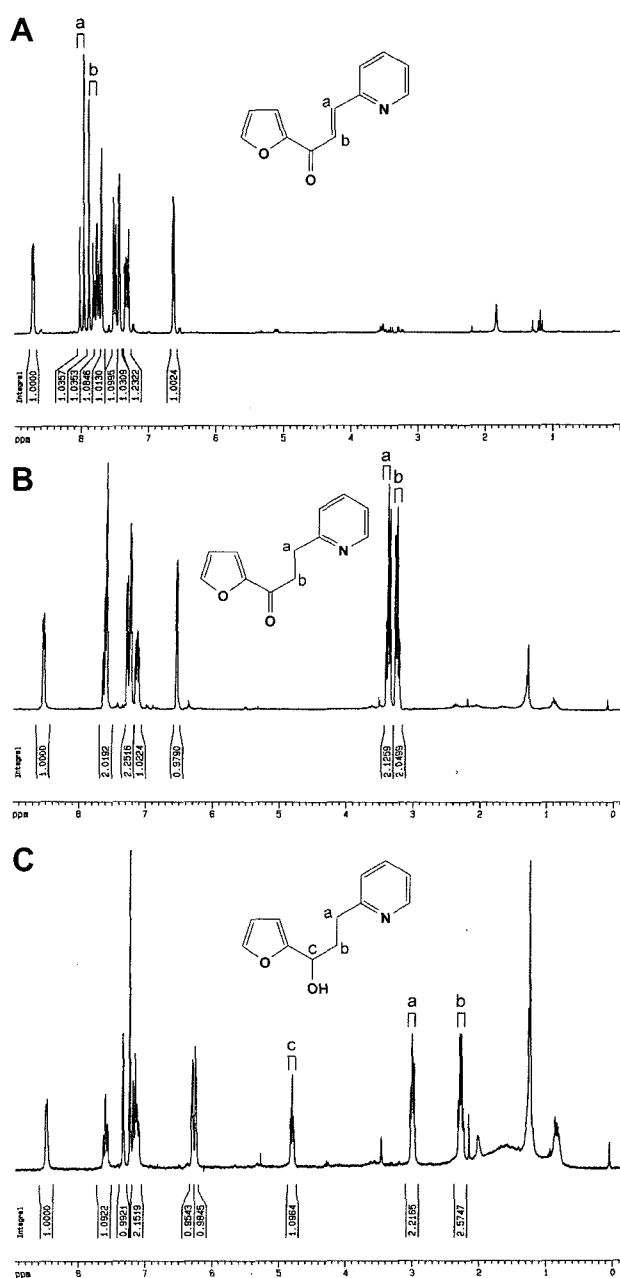 A
a
b
a
b
N
O
O
Integral
1.0000
1.0357
1.0353
1.0846
1.0130
1.0995
1.0309
1.2322
1.0024
ppm 8 7 6 5 4 3 2 1 0
B
a
b
a
b
N
O
O
Integral
1.0000
2.0192
2.2516
1.0224
0.9790
2.1259
2.0499
ppm 8 7 6 5 4 3 2 1 0
C
a
b
c
a
b
c
N
O
OH
Integral
1.0000
1.0922
0.9921
2.1519
0.9543
0.9845
1.0964
2.2165
2.5747
ppm 8 7 6 5 4 3 2 1 0